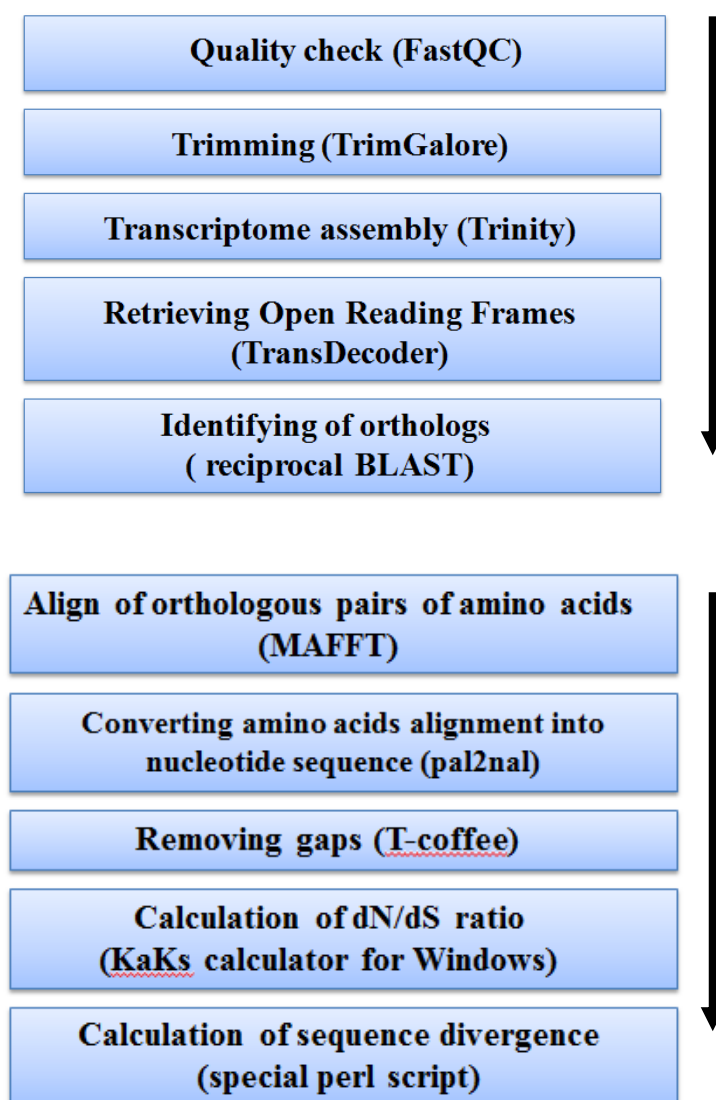 Quality check (FastQC)
Trimming (TrimGalore)
Transcriptome assembly (Trinity)
Retrieving Open Reading Frames
(TransDecoder)
Identifying of orthologs
( reciprocal BLAST)
Align of orthologous pairs of amino acids
(MAFFT)
Converting amino acids alignment into
nucleotide sequence (pal2nal)
Removing gaps (T-coffee)
Calculation of dN/dS ratio
(KaKs calculator for Windows)
Calculation of sequence divergence
(special perl script)